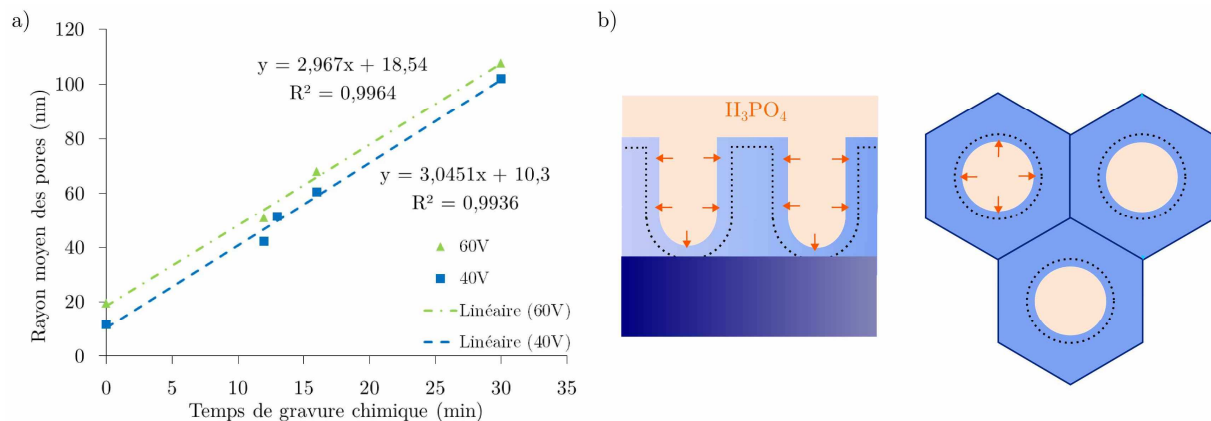 a)
120
100
80
60
40
20
0
Rayon moyen des pores (nm)
y = 2,967x + 18,54
R² = 0,9964
y = 3,0451x + 10,3
R² = 0,9936
60V
40V
Linéaire (60V)
Linéaire (40V)
0 5 10 15 20 25 30 35
Temps de gravure chimique (min)
b)
H₃PO₄